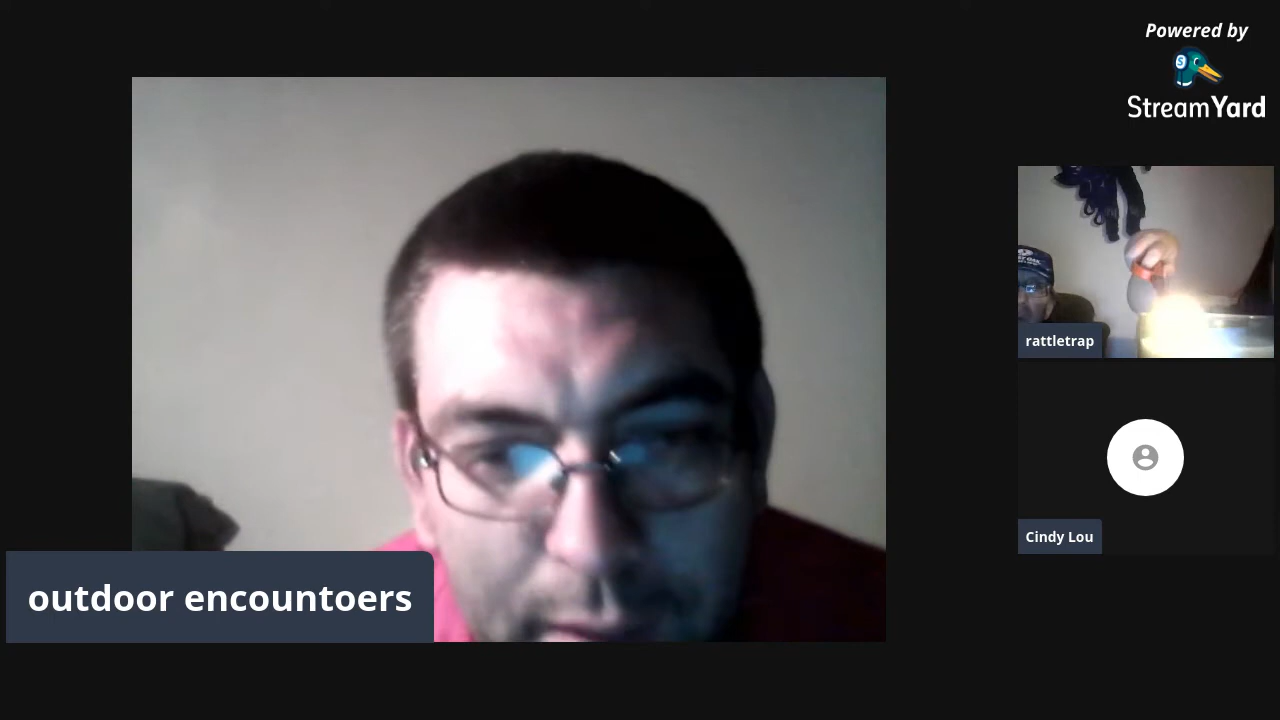 Powered by
StreamYard
rattletrap
Cindy Lou
outdoor encountoers